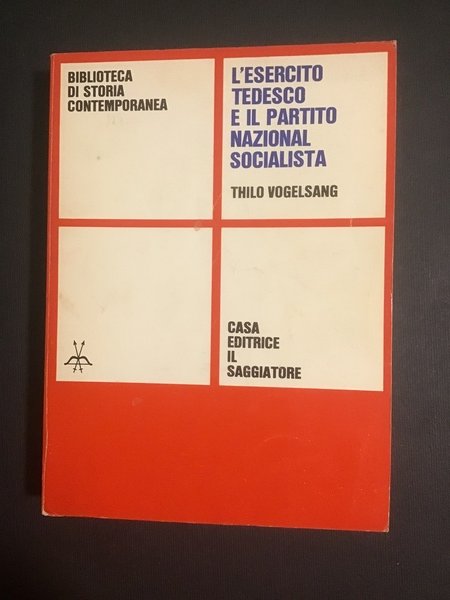 BIBLIOTECA
DI STORIA
CONTEMPORANEA
L'ESERCITO
TEDESCO
E IL PARTITO
NAZIONAL
SOCIALISTA
THILO VOGELSANG
CASA
EDITRICE
IL
SAGGIATORE